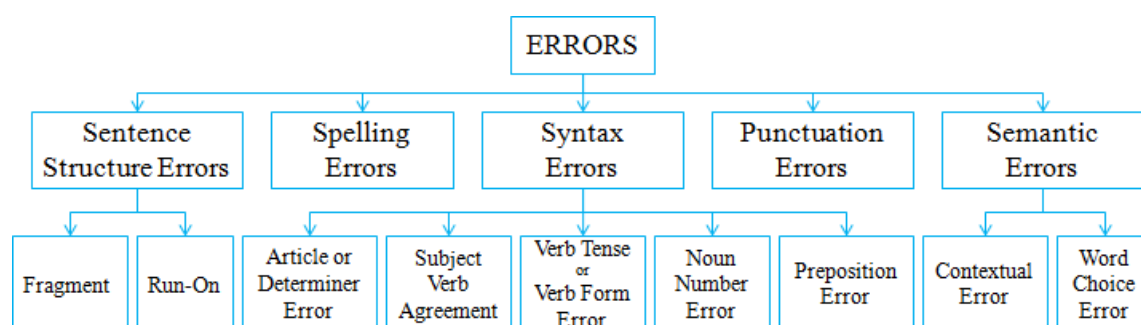 ERRORS
Sentence
Structure Errors
Spelling
Errors
Syntax
Errors
Punctuation
Errors
Semantic
Errors
Fragment
Run-On
Article or
Determiner
Error
Subject
Verb
Agreement
Verb Tense
or
Verb Form
Error
Noun
Number
Error
Preposition
Error
Contextual
Error
Word
Choice
Error